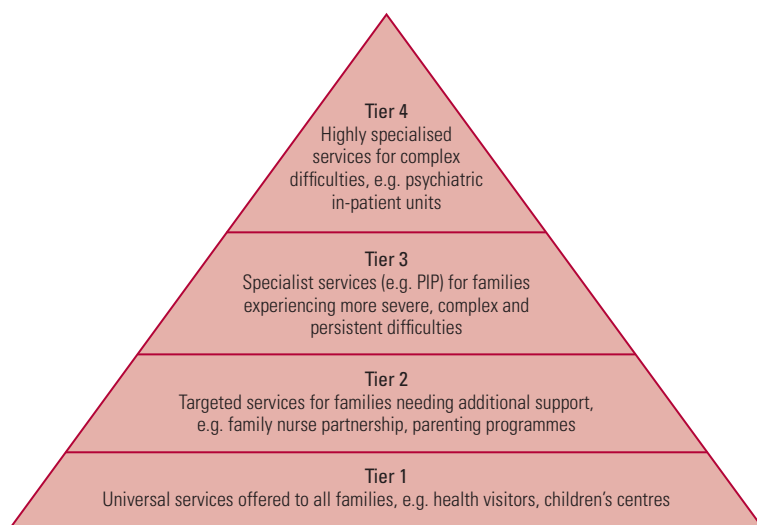 Tier 4
Highly specialised
services for complex
difficulties, e.g. psychiatric
in-patient units
Tier 3
Specialist services (e.g. PIP) for families
experiencing more severe, complex and
persistent difficulties
Tier 2
Targeted services for families needing additional support,
e.g. family nurse partnership, parenting programmes
Tier 1
Universal services offered to all families, e.g. health visitors, children’s centres